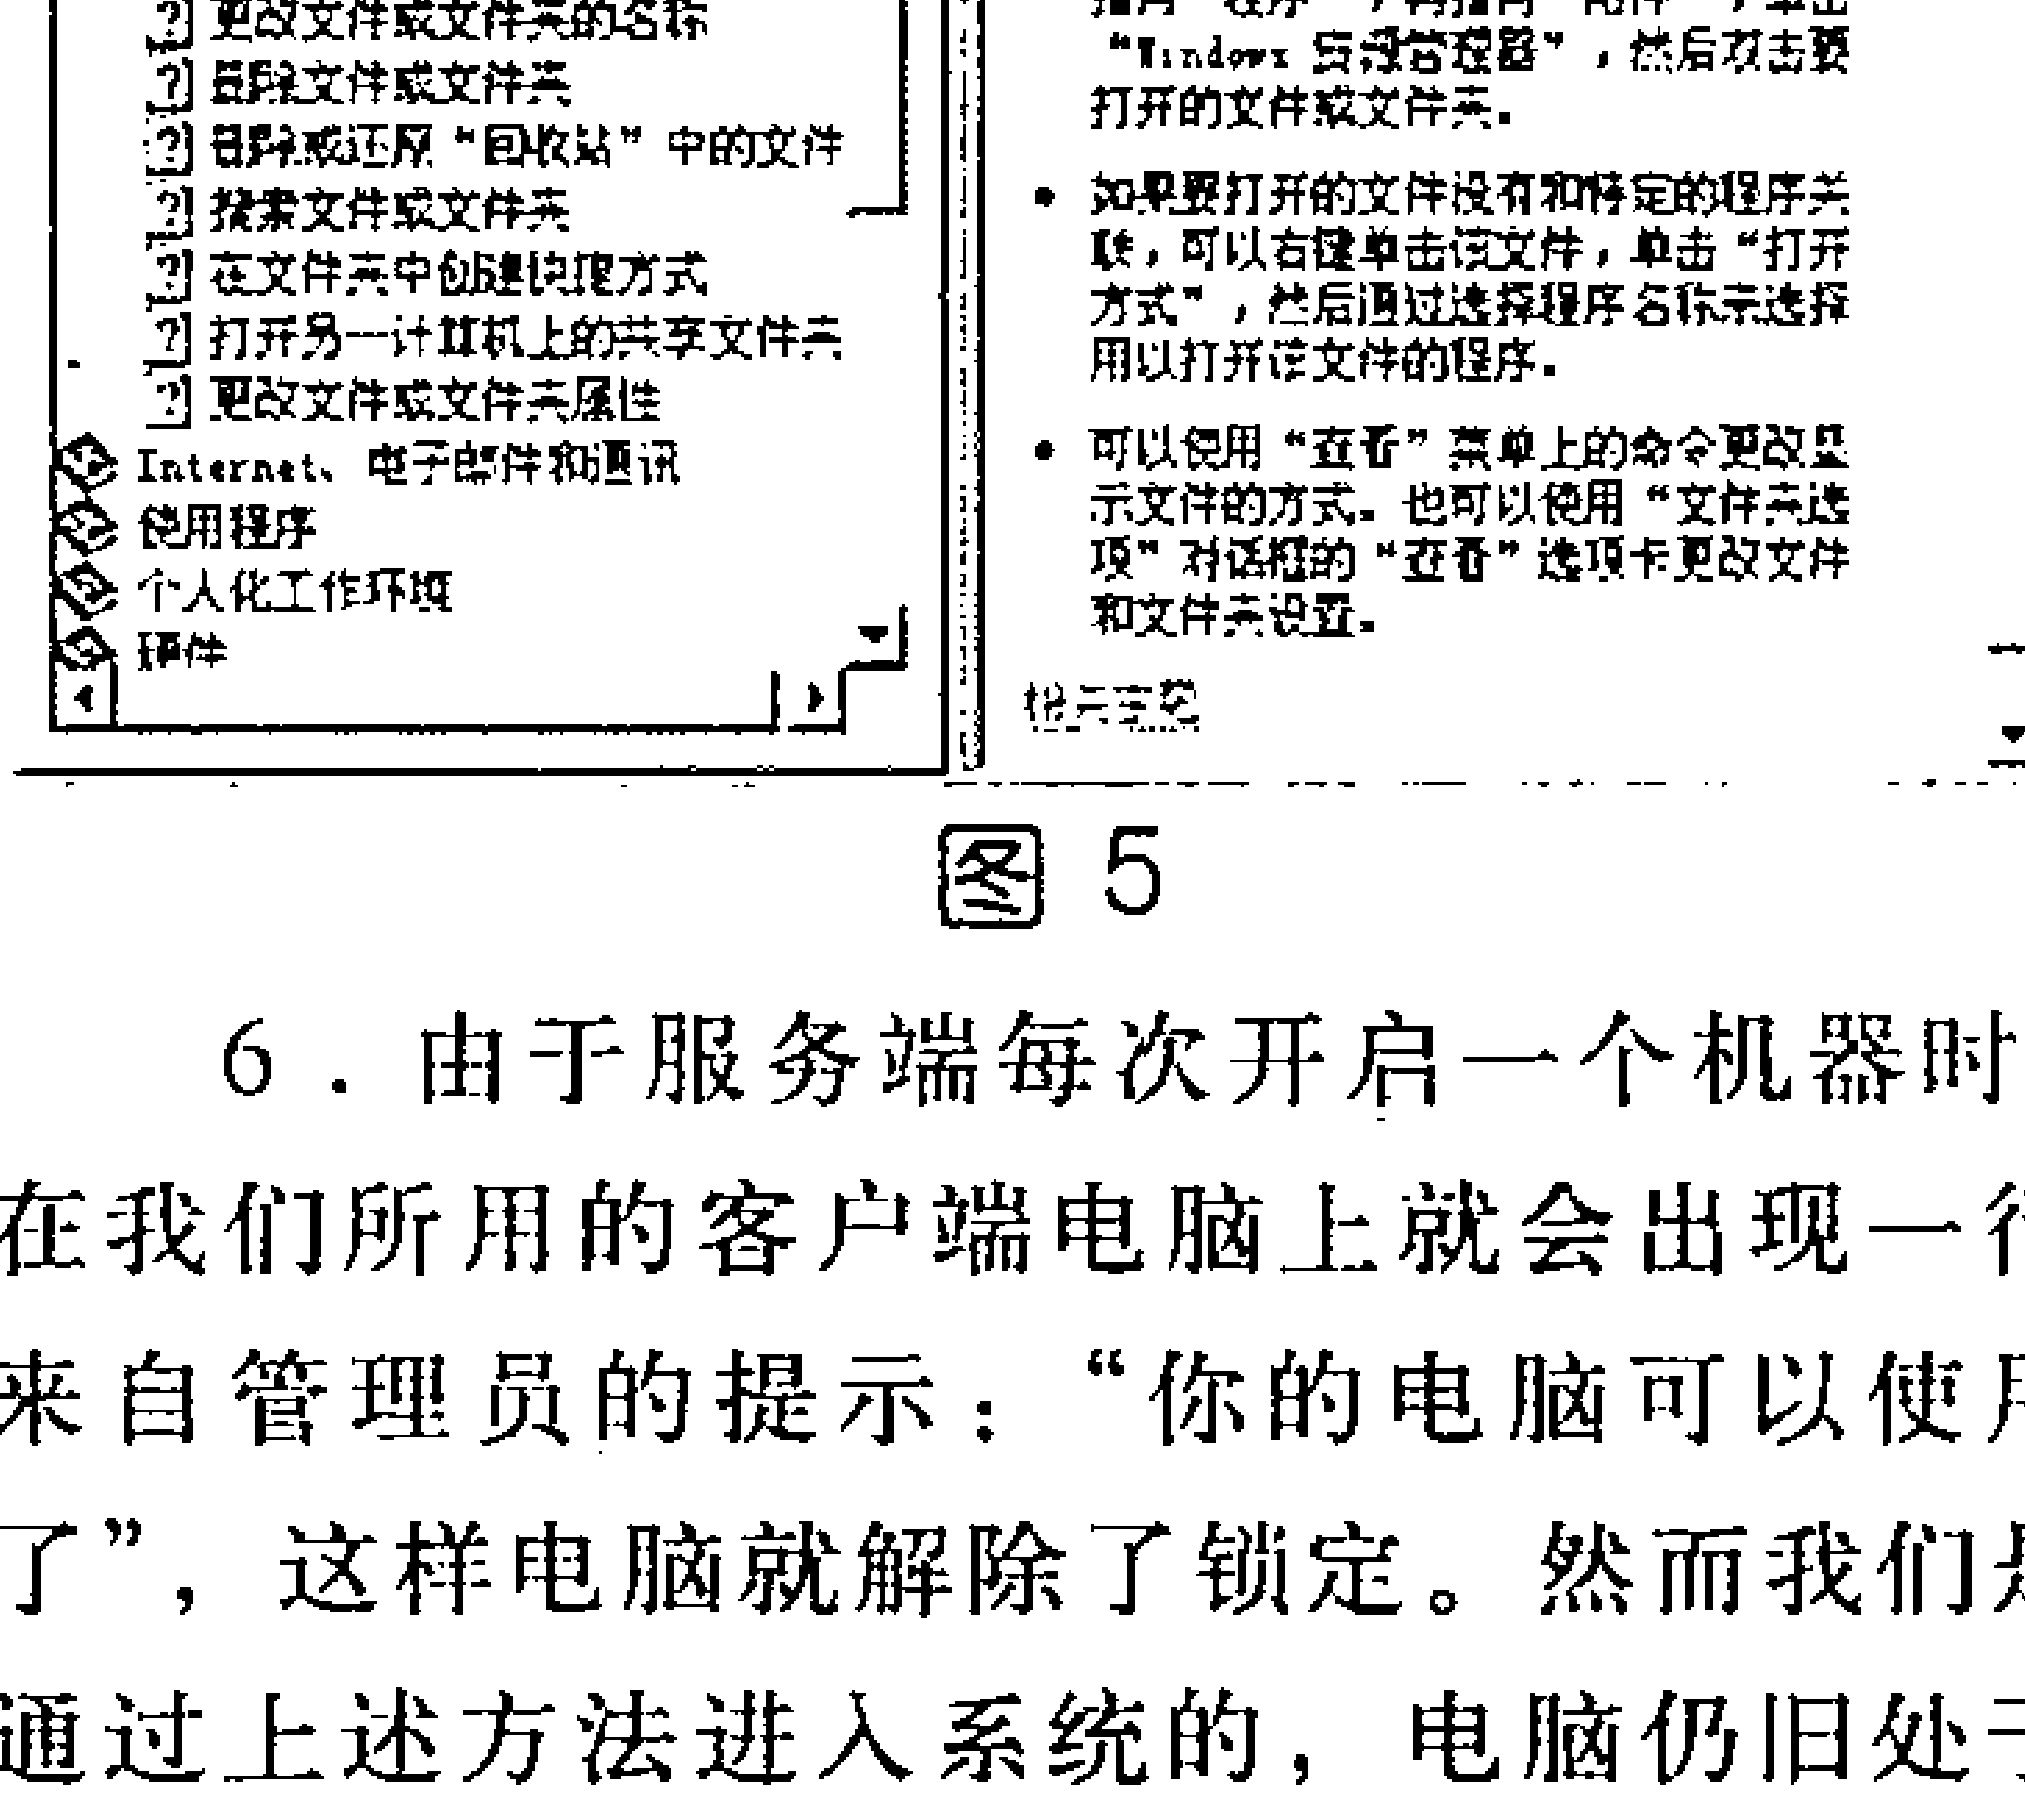 更改文件或文件夹的名称
删除文件或文件夹
删除或还原“回收站”中的文件
搜索文件或文件夹
在文件夹中创建快捷方式
打开另一计算机上的共享文件夹
更改文件或文件夹属性
Internet、电子邮件和通讯
使用程序
个人化工作环境
硬件
“Windows 资源管理器”，然后双击要
打开的文件或文件夹。
• 如果要打开的文件没有和特定的程序关
联，可以右键单击该文件，单击“打开
方式”，然后通过选择程序名称来选择
用以打开该文件的程序。
• 可以使用“查看”菜单上的命令更改显
示文件的方式。也可以使用“文件夹选
项”对话框的“查看”选项卡更改文件
和文件夹设置。
图 5
6．由于服务端每次开启一个机器时
在我们所用的客户端电脑上就会出现一行
来自管理员的提示：“你的电脑可以使用
了”，这样电脑就解除了锁定。然而我们是
通过上述方法进入系统的，电脑仍旧处于